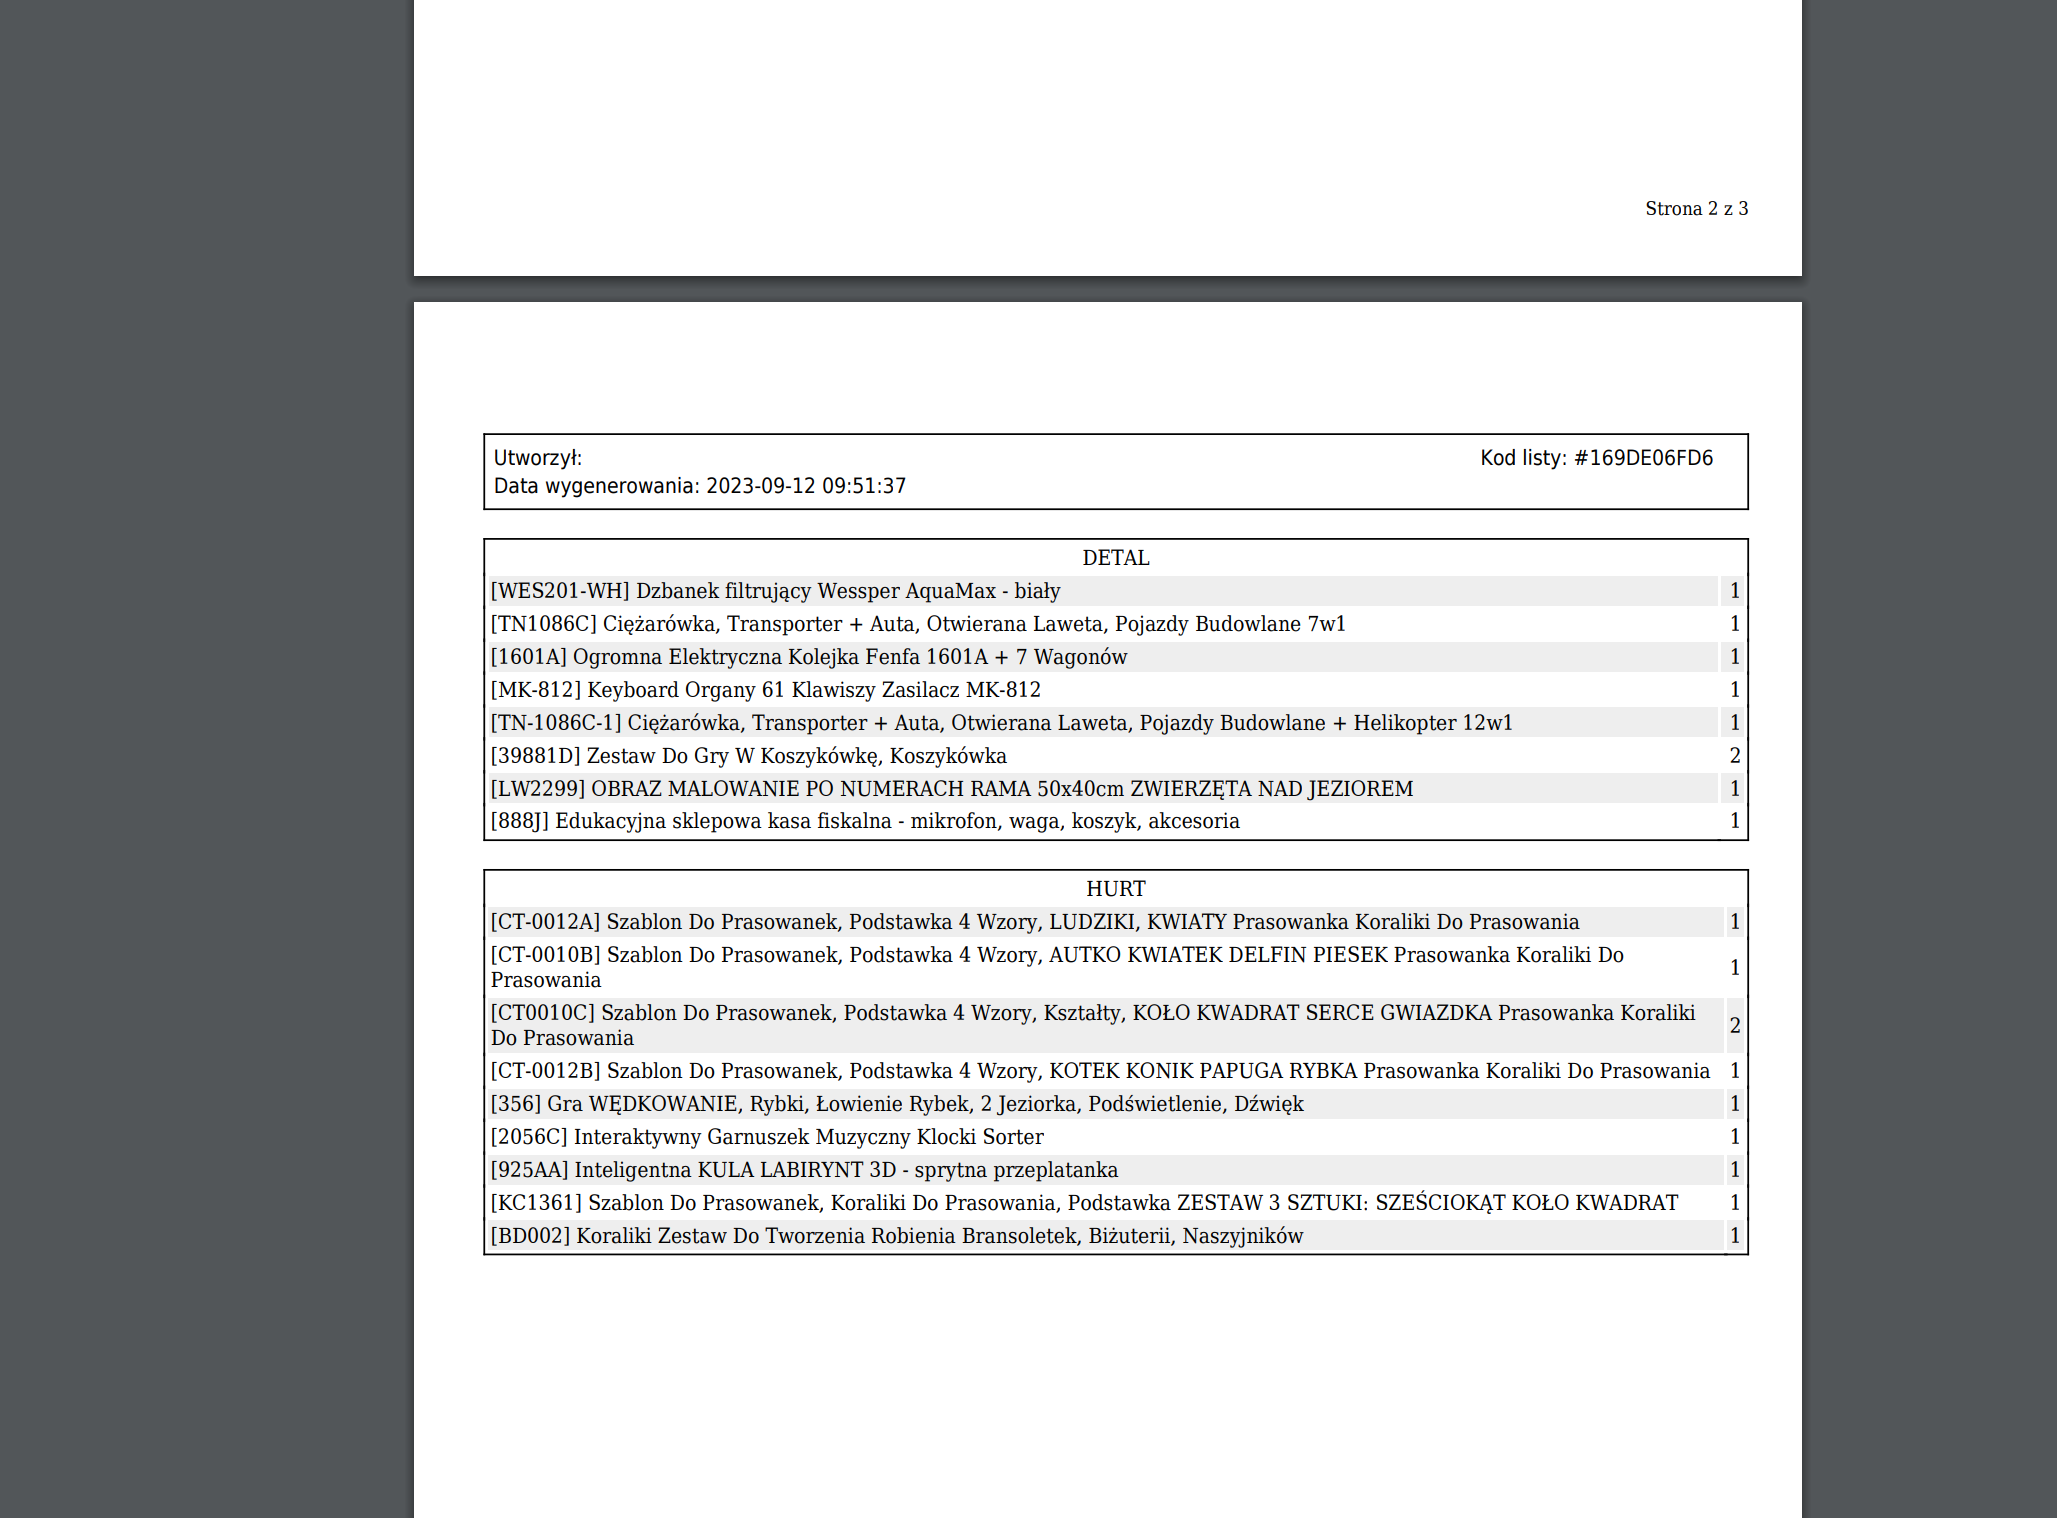 Strona 2 z 3
Utworzył:
Kod listy: #169DE06FD6
Data wygenerowania: 2023-09-12 09:51:37
DETAL
[WES201-WH] Dzbanek filtrujący Wessper AquaMax - biały 1
[TN1086C] Ciężarówka, Transporter + Auta, Otwierana Laweta, Pojazdy Budowlane 7w1 1
[1601A] Ogromna Elektryczna Kolejka Fenfa 1601A + 7 Wagonów 1
[MK-812] Keyboard Organy 61 Klawiszy Zasilacz MK-812 1
[TN-1086C-1] Ciężarówka, Transporter + Auta, Otwierana Laweta, Pojazdy Budowlane + Helikopter 12w1 1
[39881D] Zestaw Do Gry W Koszykówkę, Koszykówka 2
[LW2299] OBRAZ MALOWANIE PO NUMERACH RAMA 50x40cm ZWIERZĘTA NAD JEZIOREM 1
[888J] Edukacyjna sklepowa kasa fiskalna - mikrofon, waga, koszyk, akcesoria 1
HURT
[CT-0012A] Szablon Do Prasowanek, Podstawka 4 Wzory, LUDZIKI, KWIATY Prasowanka Koraliki Do Prasowania 1
[CT-0010B] Szablon Do Prasowanek, Podstawka 4 Wzory, AUTKO KWIATEK DELFIN PIESEK Prasowanka Koraliki Do
Prasowania 1
[CT0010C] Szablon Do Prasowanek, Podstawka 4 Wzory, Kształty, KOŁO KWADRAT SERCE GWIAZDKA Prasowanka Koraliki
Do Prasowania 2
[CT-0012B] Szablon Do Prasowanek, Podstawka 4 Wzory, KOTEK KONIK PAPUGA RYBKA Prasowanka Koraliki Do Prasowania 1
[356] Gra WĘDKOWANIE, Rybki, Łowienie Rybek, 2 Jeziorka, Podświetlenie, Dźwięk 1
[2056C] Interaktywny Garnuszek Muzyczny Klocki Sorter 1
[925AA] Inteligentna KULA LABIRYNT 3D - sprytna przeplatanka 1
[KC1361] Szablon Do Prasowanek, Koraliki Do Prasowania, Podstawka ZESTAW 3 SZTUKI: SZEŚCIOKĄT KOŁO KWADRAT 1
[BD002] Koraliki Zestaw Do Tworzenia Robienia Bransoletek, Biżuterii, Naszyjników 1